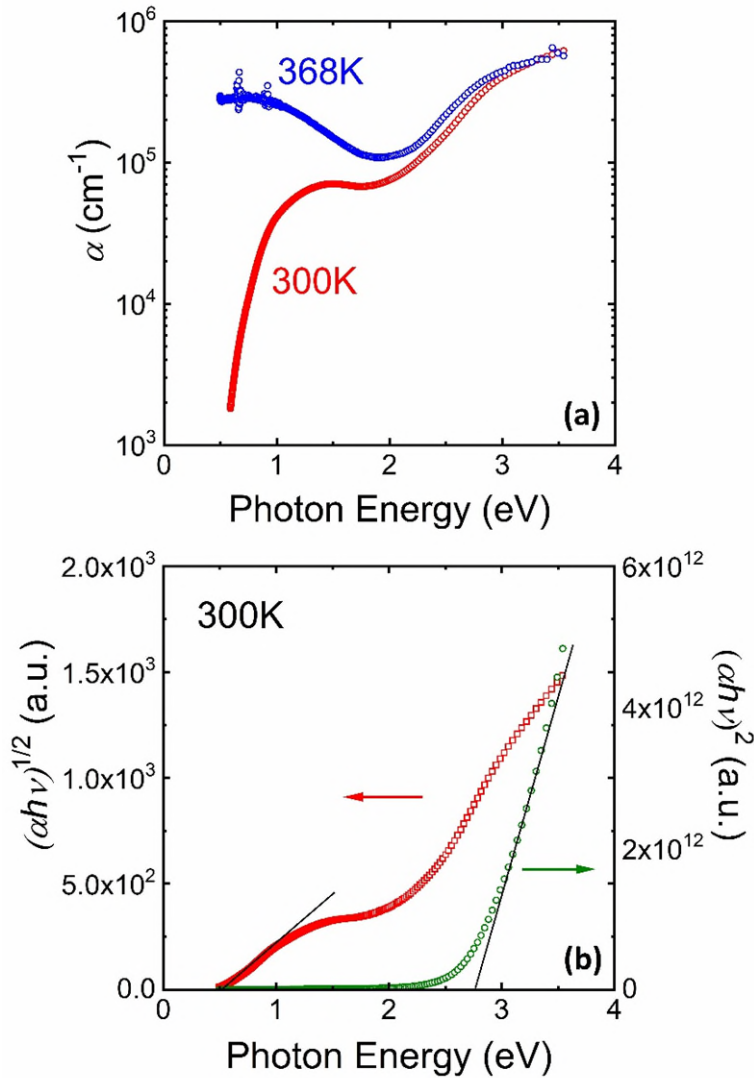 10⁶
10⁵
10⁴
10³
α (cm⁻¹)
368K
300K
(a)
0 1 2 3 4
Photon Energy (eV)
2.0x10³
1.5x10³
1.0x10³
5.0x10²
0.0
(αhν)^1/2 (a.u.)
300K
(b)
6x10¹²
4x10¹²
2x10¹²
0
(αhν)² (a.u.)
0 1 2 3 4
Photon Energy (eV)